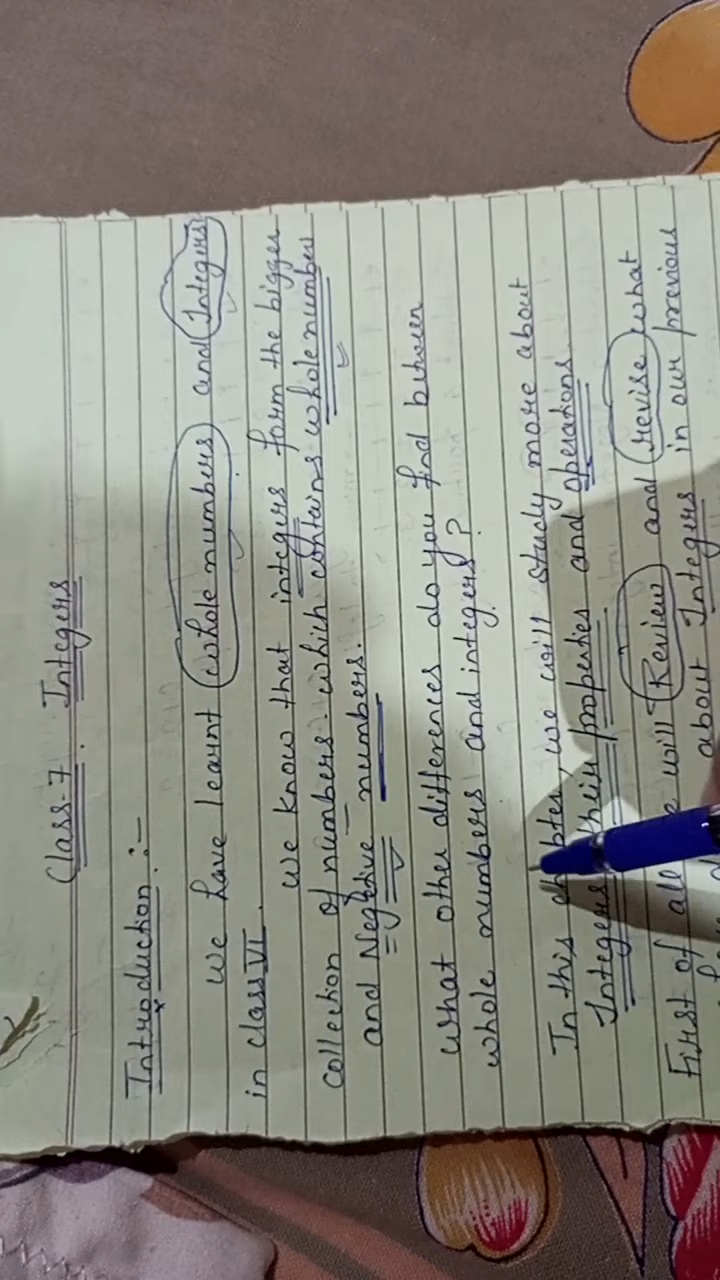 Class-7. Integers
Introduction:-
We have learnt whole numbers and Integers
in class VI.
We know that integers form the bigger
collection of numbers which contains whole number
and Negative numbers.
What other differences do you find between
whole numbers and integers?
In this we will study more about
Integers their properties and operations.
First of all will Review and revise what
about Integers in our previous